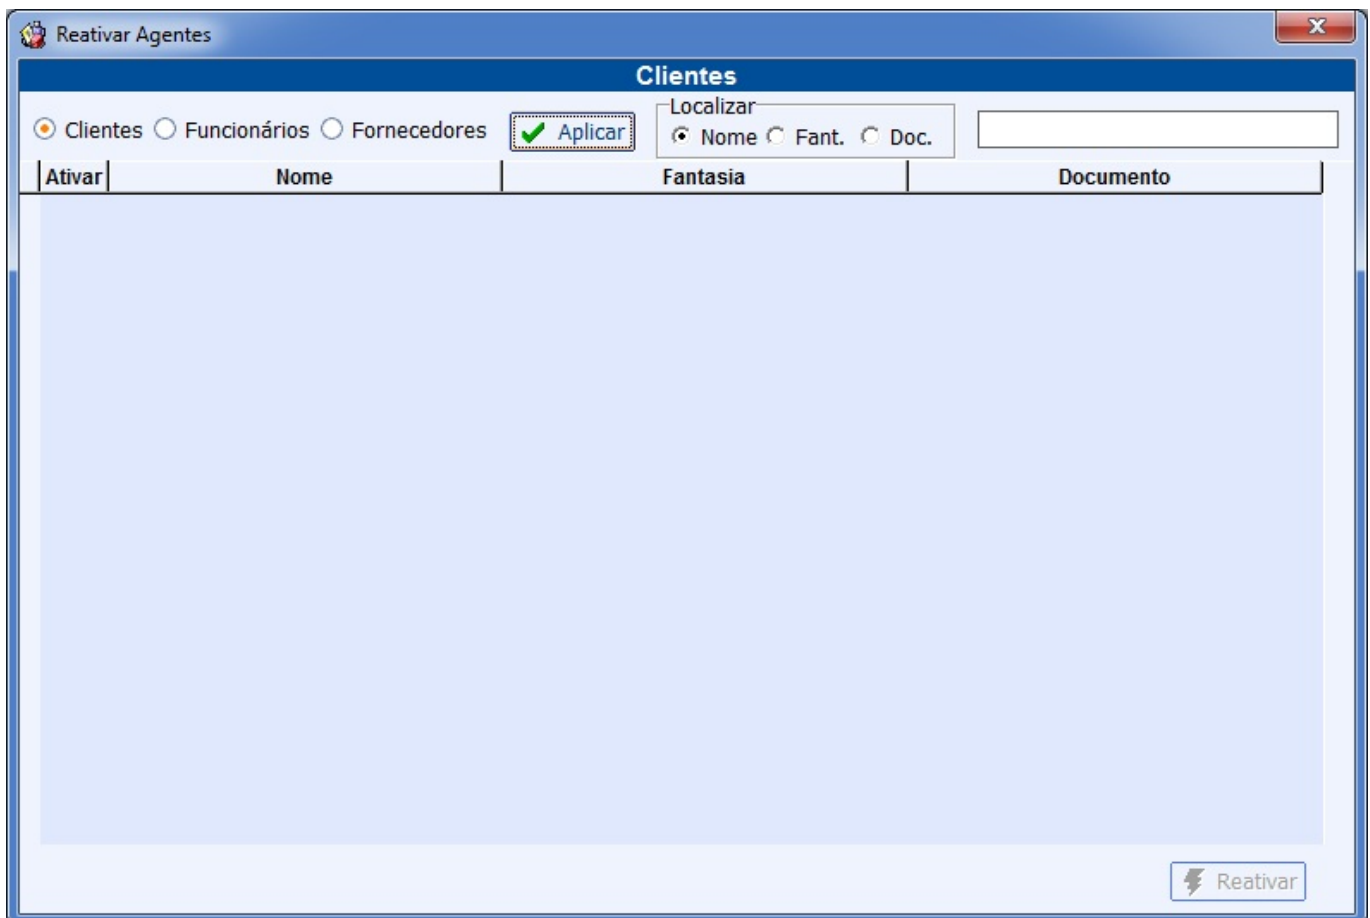 Reativar Agentes
Clientes
Clientes Funcionários Fornecedores Aplicar Localizar Nome Fant. Doc.
Ativar Nome Fantasia Documento
Reativar